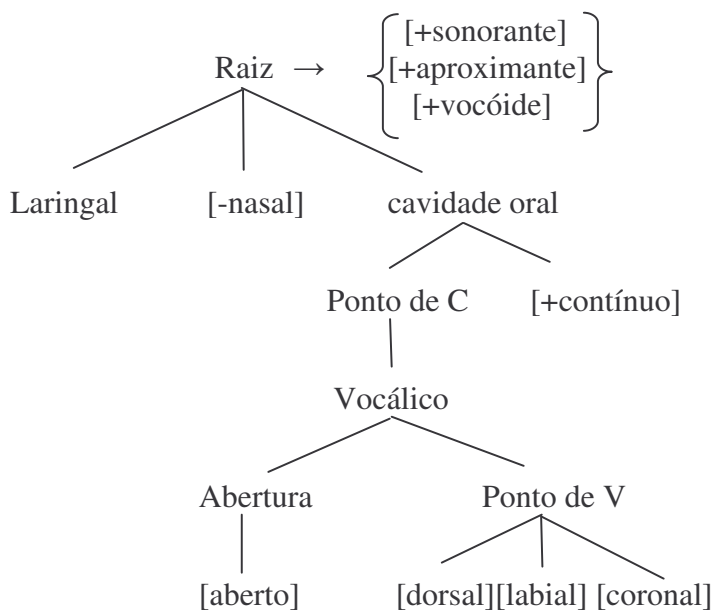 [+sonorante]
Raiz → [+aproximante]
[+vocóide]
Laringal [-nasal] cavidade oral
Ponto de C [+contínuo]
Vocálico
Abertura Ponto de V
[aberto] [dorsal][labial] [coronal]